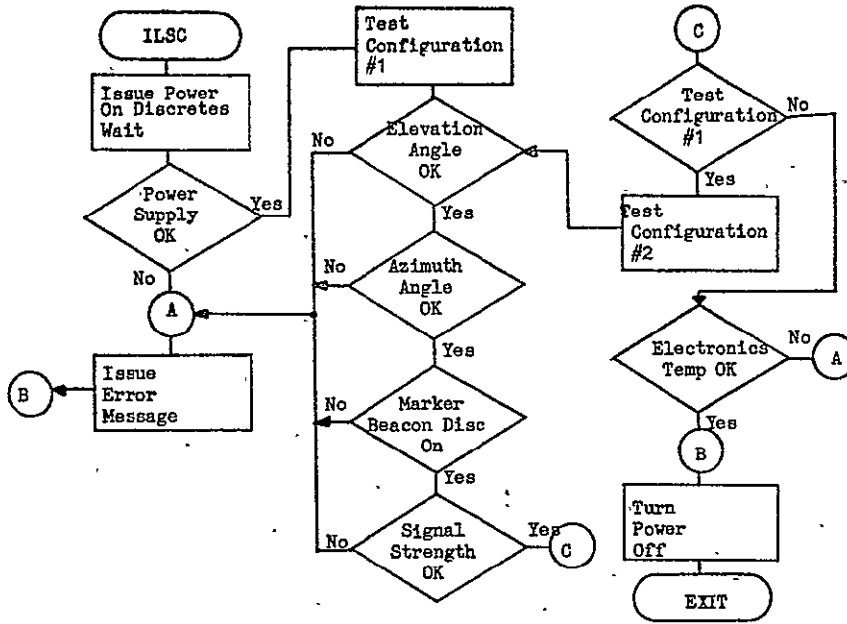 ILSC
Issue Power
On Discretes
Wait
Power
Supply
OK
Yes
No
A
Issue
Error
Message
B
Test
Configuration
#1
Elevation
Angle
OK
No
Yes
Azimuth
Angle
OK
No
Yes
Marker
Beacon Disc
On
No
Yes
Signal
Strength
OK
No
Yes
C
C
Test
Configuration
#1
No
Yes
Test
Configuration
#2
Electronics
Temp OK
No
A
Yes
B
Turn
Power
Off
EXIT